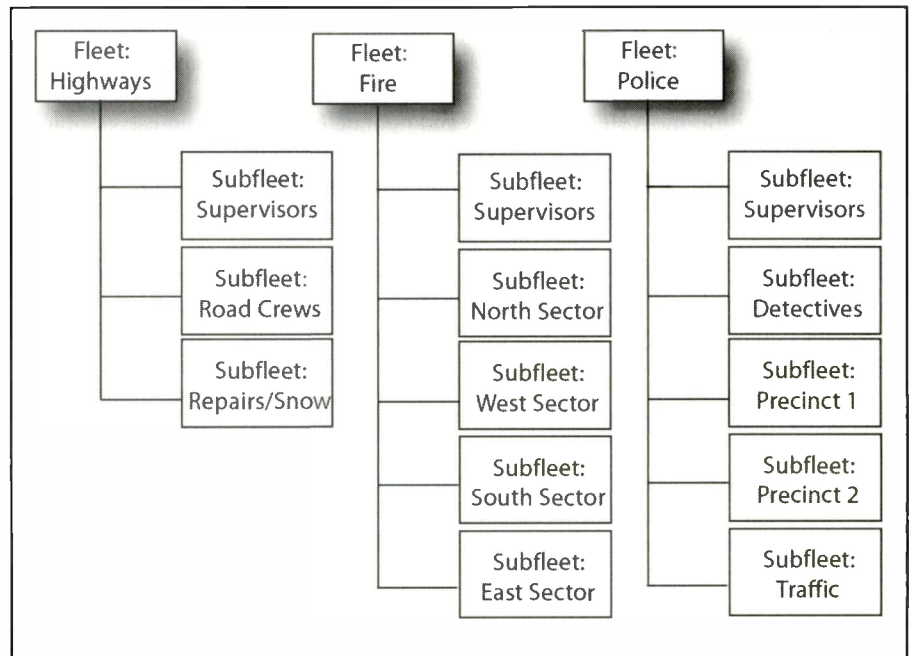 Fleet:
Highways
Subfleet:
Supervisors
Subfleet:
Road Crews
Subfleet:
Repairs/Snow
Fleet:
Fire
Subfleet:
Supervisors
Subfleet:
North Sector
Subfleet:
West Sector
Subfleet:
South Sector
Subfleet:
East Sector
Fleet:
Police
Subfleet:
Supervisors
Subfleet:
Detectives
Subfleet:
Precinct 1
Subfleet:
Precinct 2
Subfleet:
Traffic